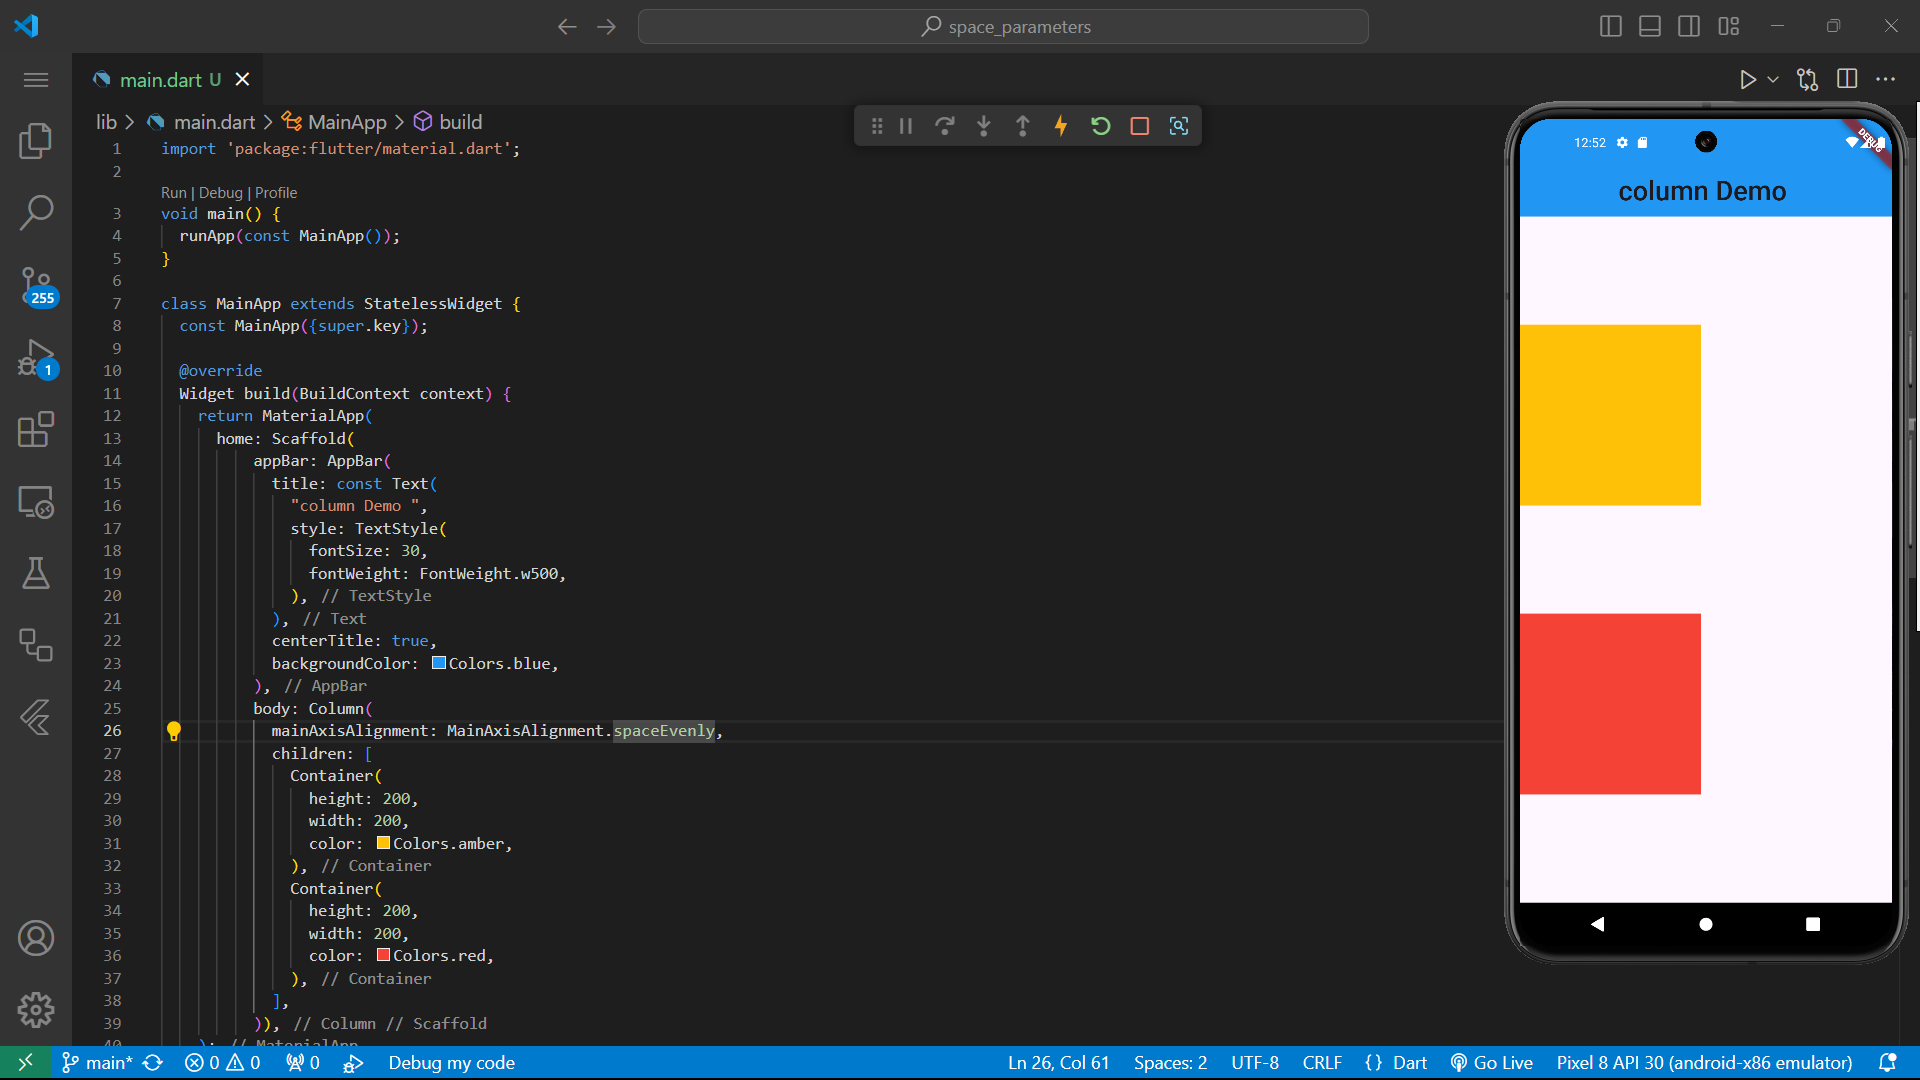 space_parameters
main.dart U
lib > main.dart > MainApp > build
1 import 'package:flutter/material.dart';
2
Run | Debug | Profile
3 void main() {
4 runApp(const MainApp());
5 }
6
7 class MainApp extends StatelessWidget {
8 const MainApp({super.key});
9
10 @override
11 Widget build(BuildContext context) {
12 return MaterialApp(
13 home: Scaffold(
14 appBar: AppBar(
15 title: const Text(
16 "column Demo ",
17 style: TextStyle(
18 fontSize: 30,
19 fontWeight: FontWeight.w500,
20 ), // TextStyle
21 ), // Text
22 centerTitle: true,
23 backgroundColor: Colors.blue,
24 ), // AppBar
25 body: Column(
26 mainAxisAlignment: MainAxisAlignment.spaceEvenly,
27 children: [
28 Container(
29 height: 200,
30 width: 200,
31 color: Colors.amber,
32 ), // Container
33 Container(
34 height: 200,
35 width: 200,
36 color: Colors.red,
37 ), // Container
38 ],
39 )), // Column // Scaffold
40 ); // MaterialApp
255
1
12:52
DEBUG
column Demo
main* 0 0 0 Debug my code
Ln 26, Col 61 Spaces: 2 UTF-8 CRLF {} Dart Go Live Pixel 8 API 30 (android-x86 emulator)